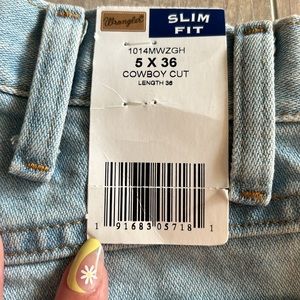 Wrangler
SLIM
FIT
1014MWZGH
5 X 36
COWBOY CUT
LENGTH 36
1 91683 05718 1